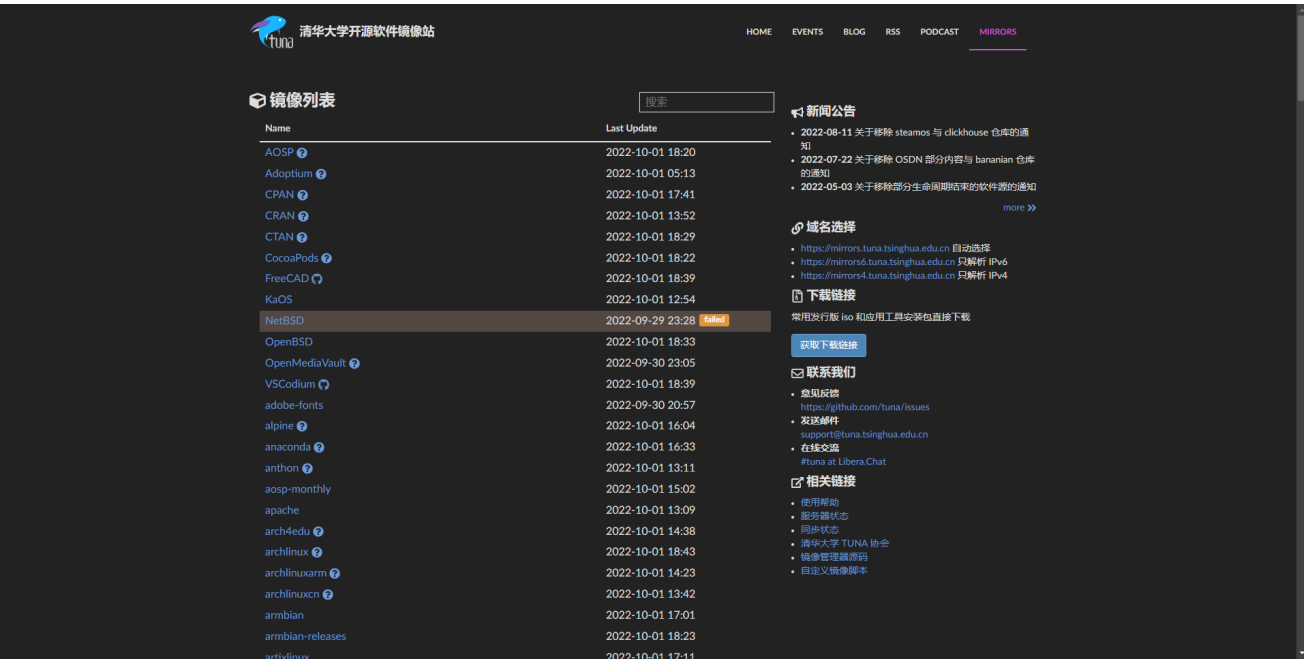 tuna 清华大学开源软件镜像站
HOME EVENTS BLOG RSS PODCAST MIRRORS
镜像列表
搜索
Name Last Update
AOSP 2022-10-01 18:20
Adoptium 2022-10-01 05:13
CPAN 2022-10-01 17:41
CRAN 2022-10-01 13:52
CTAN 2022-10-01 18:29
CocoaPods 2022-10-01 18:22
FreeCAD 2022-10-01 18:39
KaOS 2022-10-01 12:54
NetBSD 2022-09-29 23:28 failed
OpenBSD 2022-10-01 18:33
OpenMediaVault 2022-09-30 23:05
VSCodium 2022-10-01 18:39
adobe-fonts 2022-09-30 20:57
alpine 2022-10-01 16:04
anaconda 2022-10-01 16:33
anthon 2022-10-01 13:11
aosp-monthly 2022-10-01 15:02
apache 2022-10-01 13:09
arch4edu 2022-10-01 14:38
archlinux 2022-10-01 18:43
archlinuxarm 2022-10-01 14:23
archlinuxcn 2022-10-01 13:42
armbian 2022-10-01 17:01
armbian-releases 2022-10-01 18:23
artixlinux 2022-10-01 17:11
新闻公告
2022-08-11 关于移除 steamos 与 clickhouse 仓库的通
知
2022-07-22 关于移除 OSDN 部分内容与 bananian 仓库
的通知
2022-05-03 关于移除部分生命周期结束的软件源的通知
more
域名选择
https://mirrors.tuna.tsinghua.edu.cn 自动选择
https://mirrors6.tuna.tsinghua.edu.cn 只解析 IPv6
https://mirrors4.tuna.tsinghua.edu.cn 只解析 IPv4
下载链接
常用发行版 iso 和应用工具安装包直接下载
获取下载链接
联系我们
意见反馈
https://github.com/tuna/issues
发送邮件
support@tuna.tsinghua.edu.cn
在线交流
#tuna at Libera.Chat
相关链接
使用帮助
服务器状态
同步状态
清华大学 TUNA 协会
镜像管理器源码
自定义镜像脚本